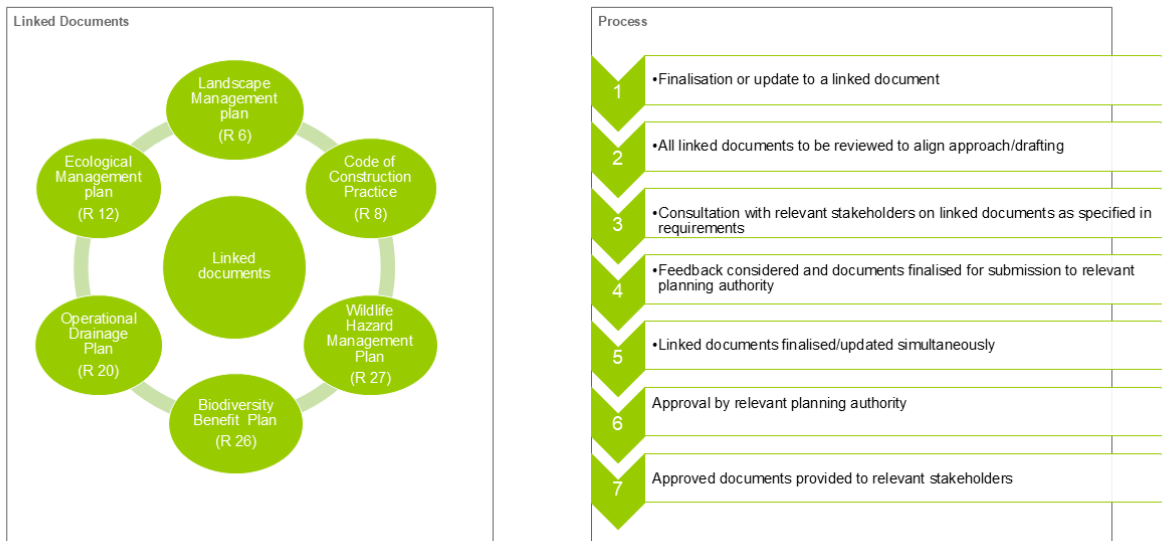 Linked Documents
Landscape
Management
plan
(R 6)
Code of
Construction
Practice
(R 8)
Wildlife
Hazard
Management
Plan
(R 27)
Biodiversity
Benefit Plan
(R 26)
Operational
Drainage
Plan
(R 20)
Ecological
Management
plan
(R 12)
Linked
documents
Process
1
•Finalisation or update to a linked document
2
•All linked documents to be reviewed to align approach/drafting
3
•Consultation with relevant stakeholders on linked documents as specified in
requirements
4
•Feedback considered and documents finalised for submission to relevant
planning authority
5
•Linked documents finalised/updated simultaneously
6
Approval by relevant planning authority
7
Approved documents provided to relevant stakeholders